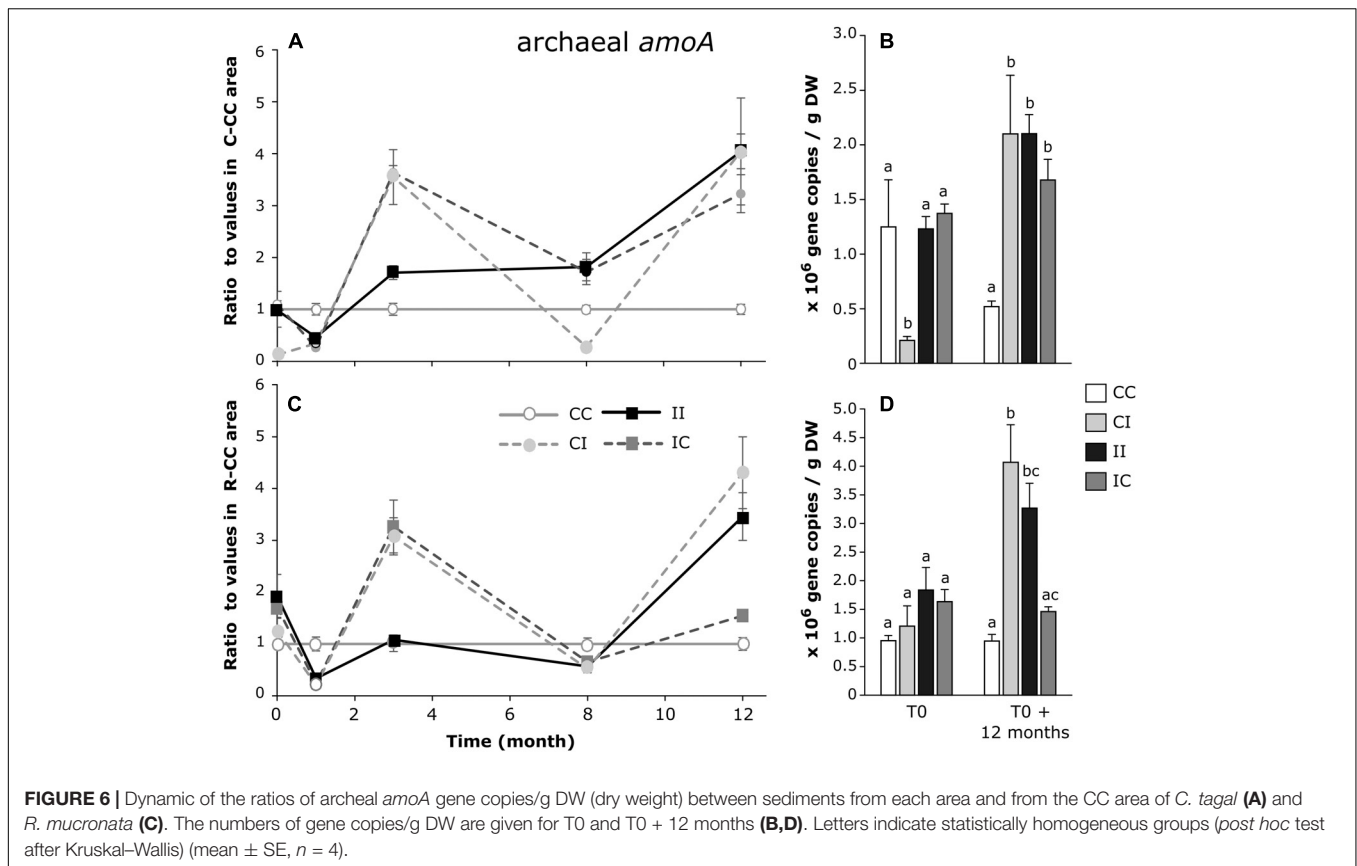 A
archaeal amoA
Ratio to values in C-CC area
6
5
4
3
2
1
0
B
x 10⁶ gene copies / g DW
3.0
2.5
2.0
1.5
1.0
0.5
0
a
b
a
a
a
b
b
b
C
Ratio to values in R-CC area
6
5
4
3
2
1
0
CC
II
CI
IC
0
2
4
6
8
10
12
Time (month)
D
x 10⁶ gene copies / g DW
5.0
4.5
4.0
3.5
3.0
2.5
2.0
1.5
1.0
0.5
0
a
a
a
a
a
b
bc
ac
T0
T0 +
12 months
CC
CI
II
IC
FIGURE 6 | Dynamic of the ratios of archeal amoA gene copies/g DW (dry weight) between sediments from each area and from the CC area of C. tagal (A) and
R. mucronata (C). The numbers of gene copies/g DW are given for T0 and T0 + 12 months (B,D). Letters indicate statistically homogeneous groups (post hoc test
after Kruskal–Wallis) (mean ± SE, n = 4).